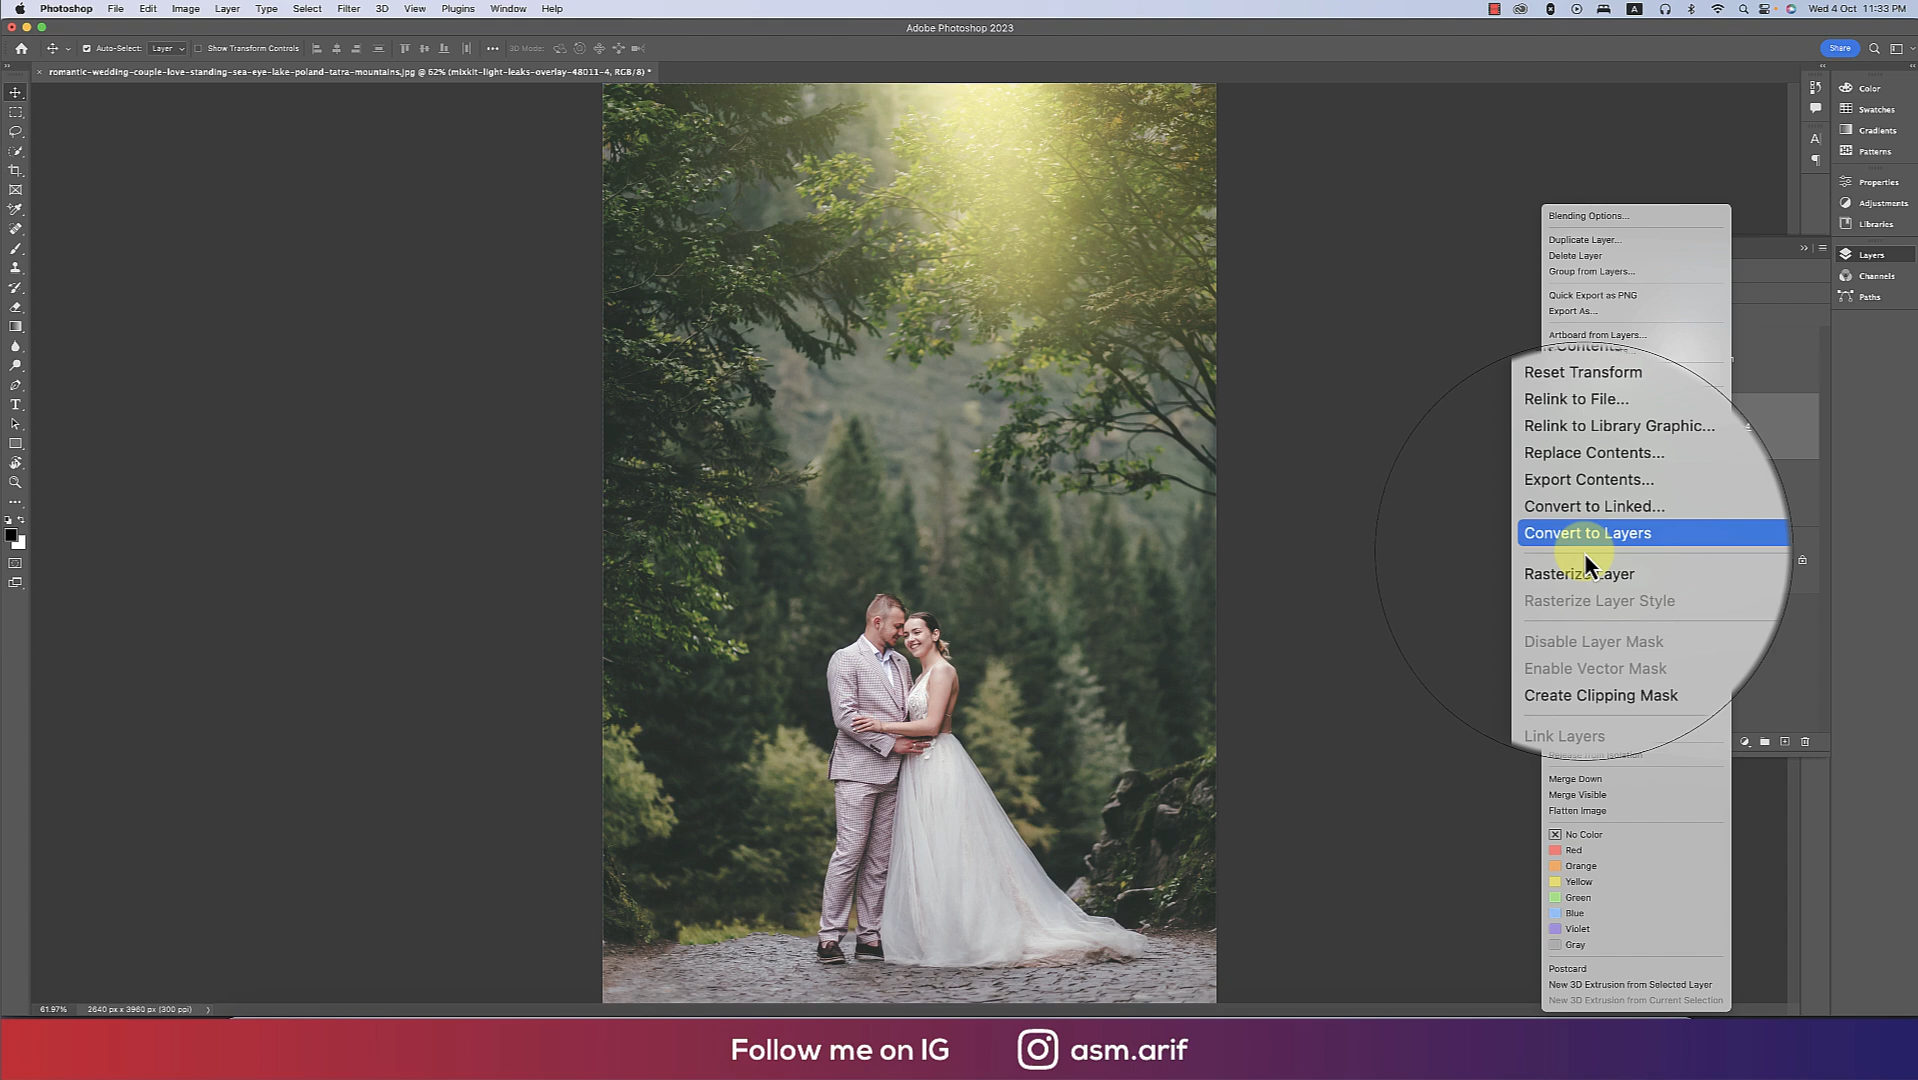 Photoshop File Edit Image Layer Type Select Filter 3D View Plugins Window Help
A Wed 4 Oct 11:33 PM
Adobe Photoshop 2023
Auto-Select: Layer Show Transform Controls 3D Mode: Share
romantic-wedding-couple-love-standing-sea-eye-lake-poland-tatra-mountains.jpg @ 62% (mixkit-light-leaks-overlay-48011-4, RGB/8) *
Color
Swatches
Gradients
Patterns
Properties
Adjustments
Libraries
Layers
Channels
Paths
Blending Options...
Duplicate Layer...
Delete Layer
Group from Layers...
Quick Export as PNG
Export As...
Artboard from Layers...
Reset Transform
Relink to File...
Relink to Library Graphic...
Replace Contents...
Export Contents...
Convert to Linked...
Convert to Layers
Rasterize Layer
Rasterize Layer Style
Disable Layer Mask
Enable Vector Mask
Create Clipping Mask
Link Layers
Release from Isolation
Merge Down
Merge Visible
Flatten Image
No Color
Red
Orange
Yellow
Green
Blue
Violet
Gray
Postcard
New 3D Extrusion from Selected Layer
New 3D Extrusion from Current Selection
61.97% 2640 px x 3960 px (300 ppi)
Follow me on IG asm.arif